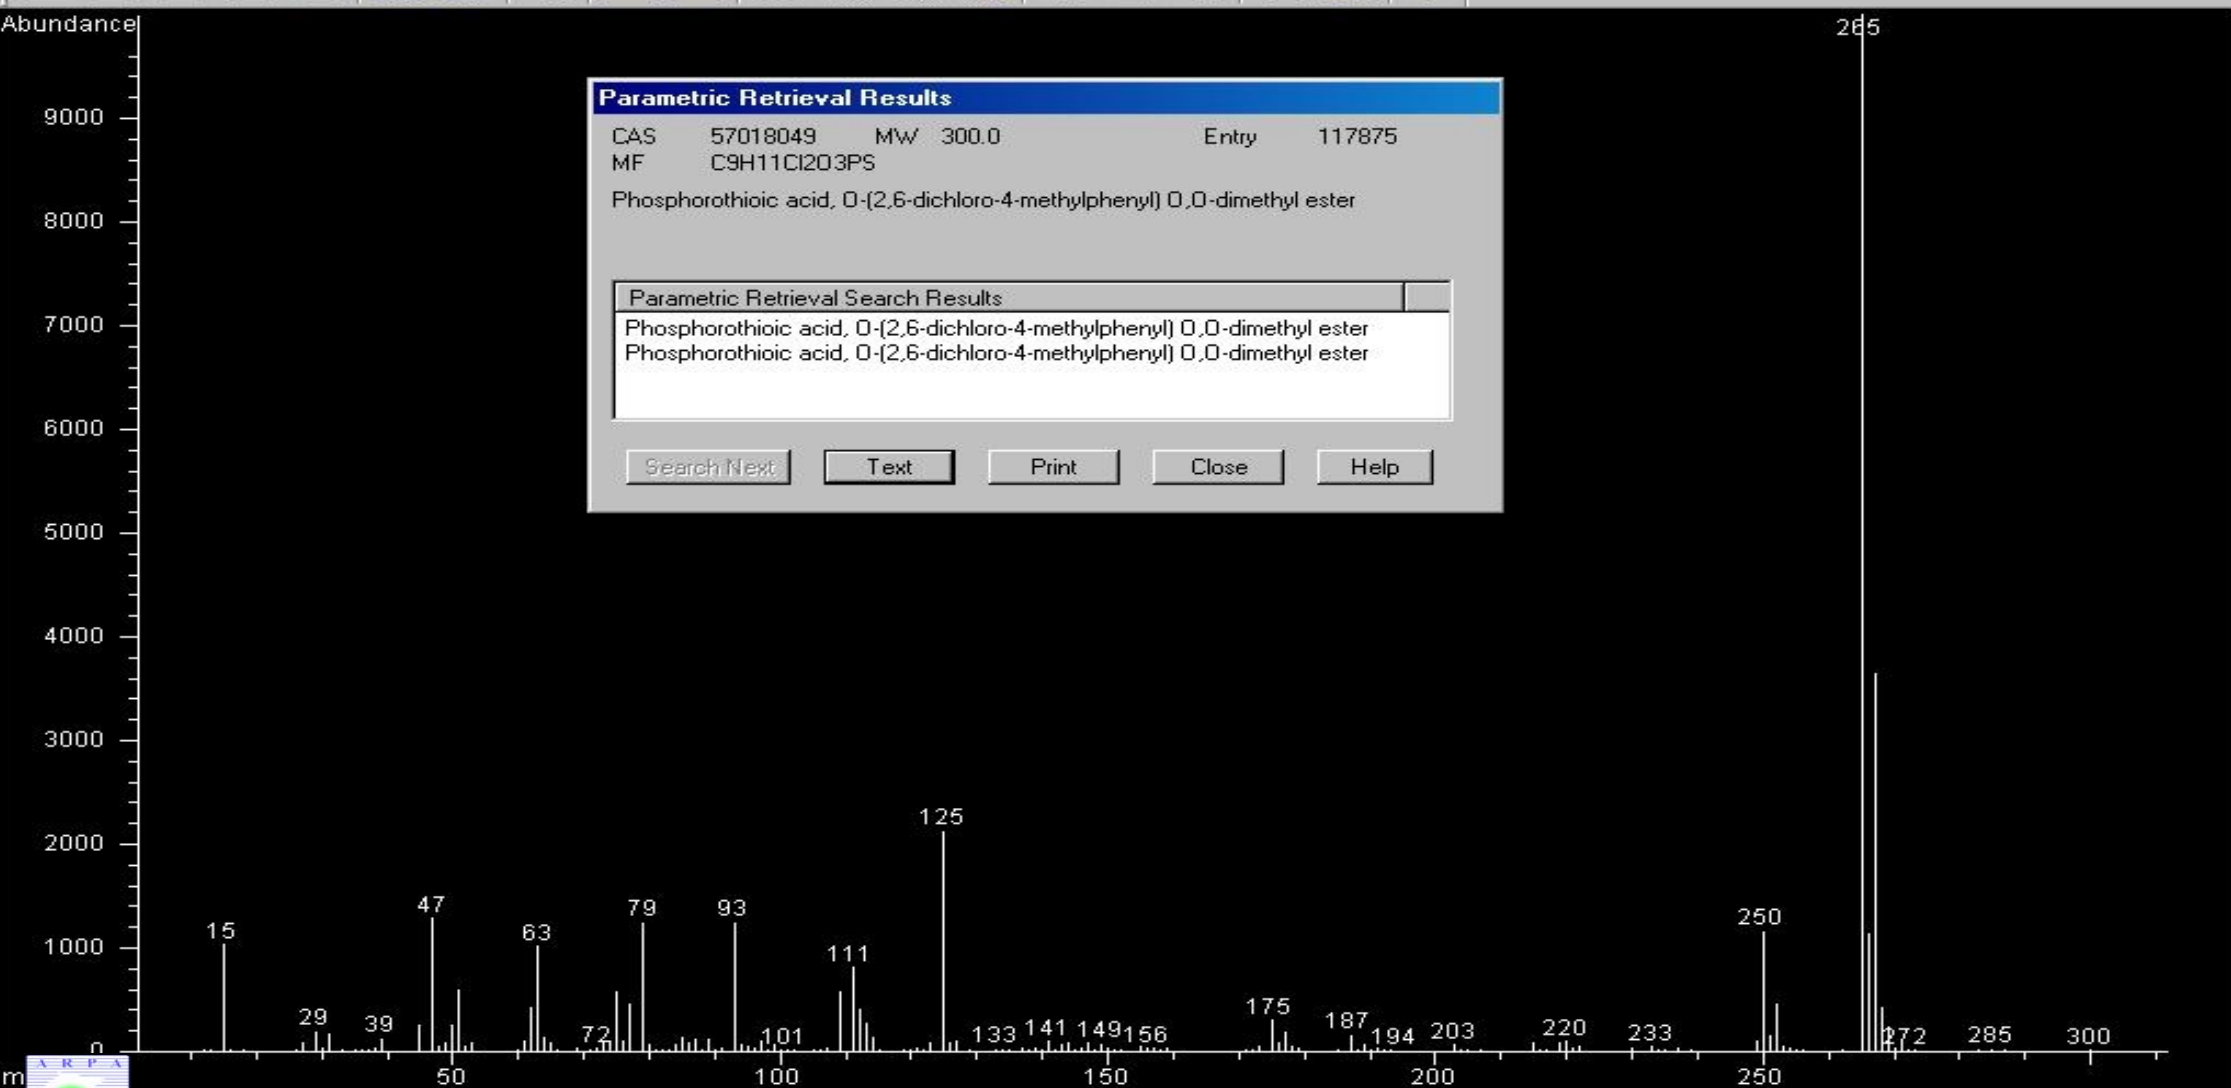 Abundance
265
9000
8000
7000
6000
5000
4000
3000
2000
1000
0
Parametric Retrieval Results
CAS 57018049 MW 300.0 Entry 117875
MF C9H11Cl2O3PS
Phosphorothioic acid, O-(2,6-dichloro-4-methylphenyl) O,O-dimethyl ester
Parametric Retrieval Search Results
Phosphorothioic acid, O-(2,6-dichloro-4-methylphenyl) O,O-dimethyl ester
Phosphorothioic acid, O-(2,6-dichloro-4-methylphenyl) O,O-dimethyl ester
Search Next Text Print Close Help
15 29 39 47 63 72 79 93 101 111 125 133 141 149 156 175 187 194 203 220 233 250 272 285 300
m 50 100 150 200 250
A R P A